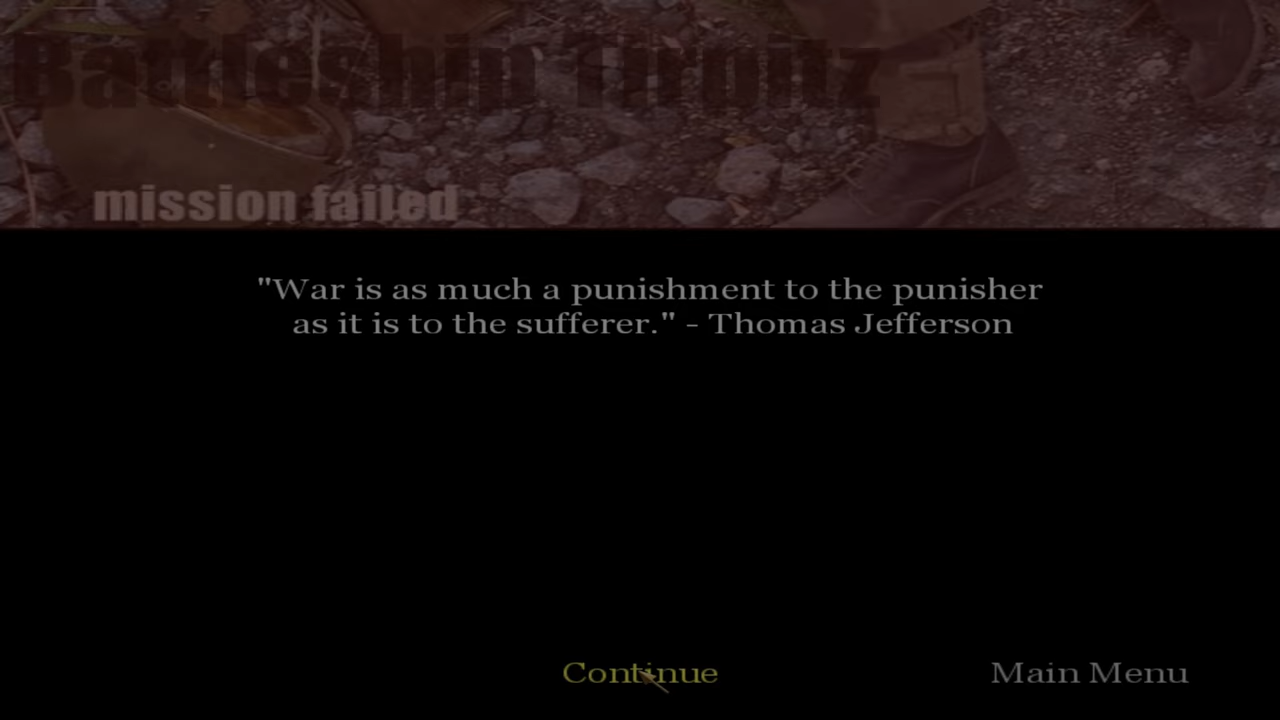 Battleship Tirpitz
mission failed
"War is as much a punishment to the punisher
as it is to the sufferer." - Thomas Jefferson
Continue
Main Menu